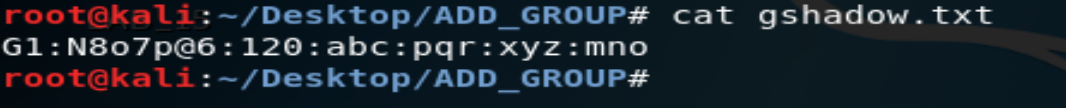 root@kali:~/Desktop/ADD_GROUP# cat gshadow.txt
G1:N8o7p@6:120:abc:pqr:xyz:mno
root@kali:~/Desktop/ADD_GROUP#